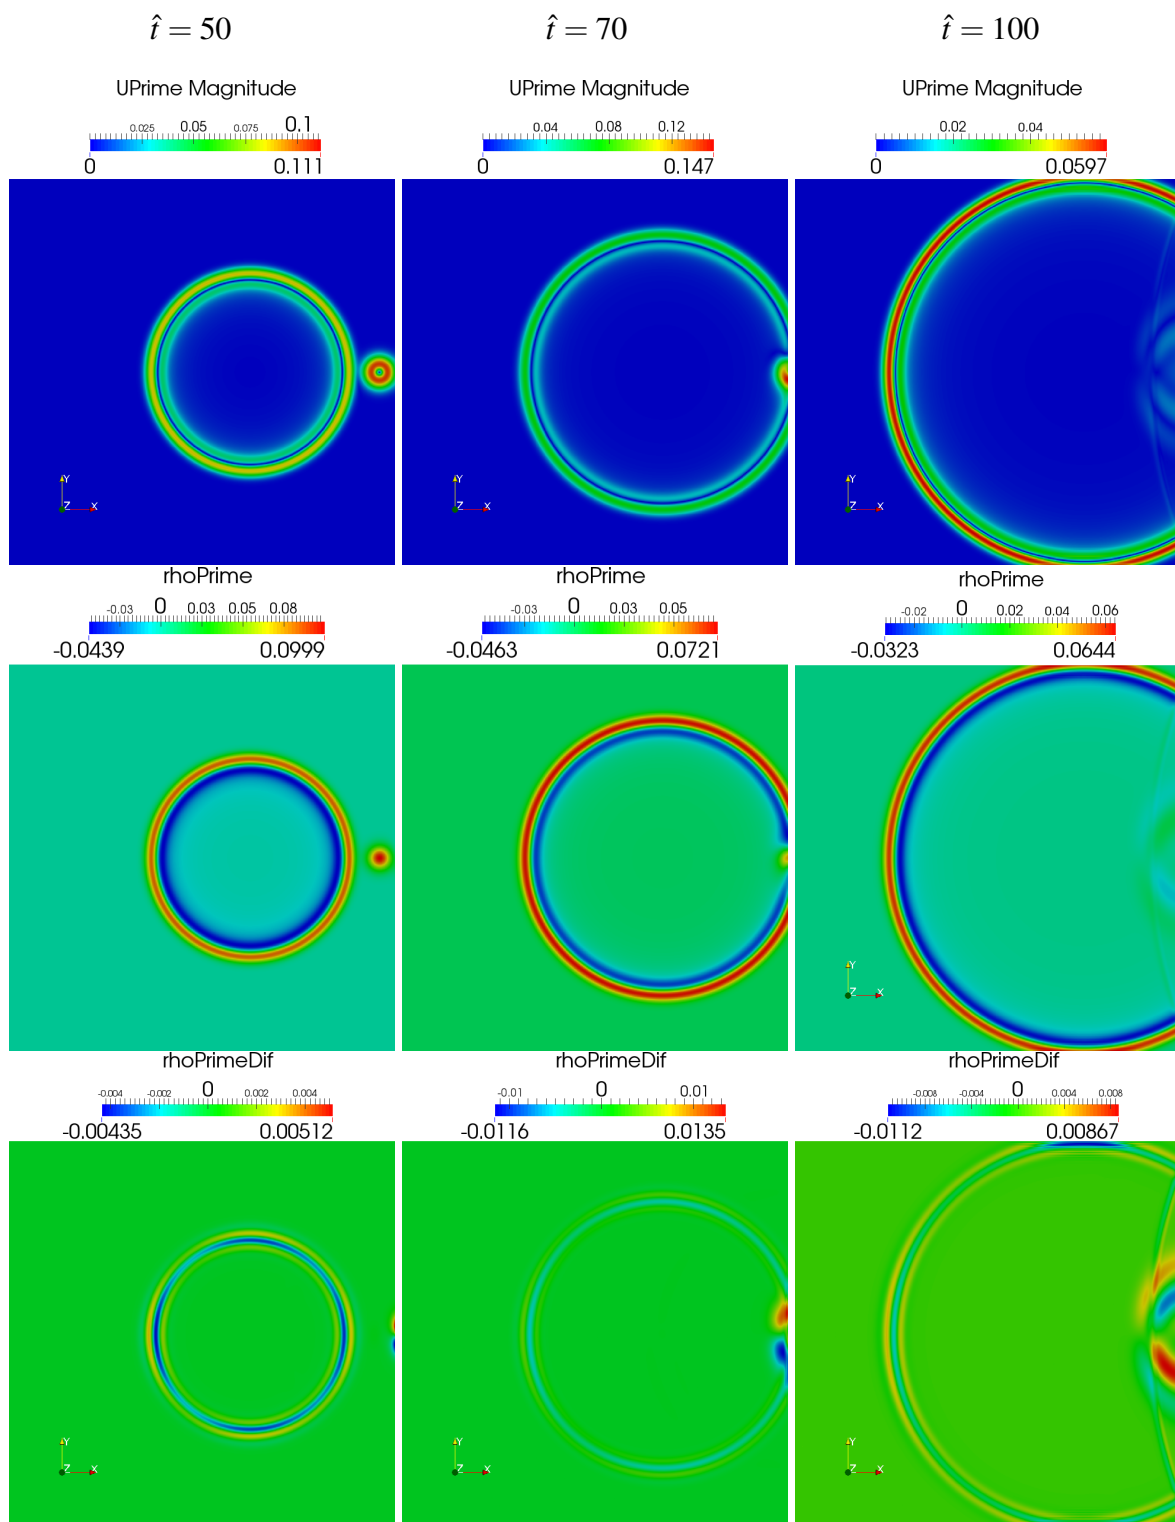 t̂ = 50 t̂ = 70 t̂ = 100
UPrime Magnitude UPrime Magnitude UPrime Magnitude
0.025 0.05 0.075 0.1 0.04 0.08 0.12 0.02 0.04
0 0.111 0 0.147 0 0.0597
Y Y Y
Z X Z X Z X
rhoPrime rhoPrime rhoPrime
-0.03 0 0.03 0.05 0.08 -0.03 0 0.03 0.05 -0.02 0 0.02 0.04 0.06
-0.0439 0.0999 -0.0463 0.0721 -0.0323 0.0644
Y
Z X
rhoPrimeDif rhoPrimeDif rhoPrimeDif
-0.004 -0.002 0 0.002 0.004 -0.01 0 0.01 -0.008 -0.004 0 0.004 0.008
-0.00435 0.00512 -0.0116 0.0135 -0.0112 0.00867
Y Y Y
Z X Z X Z X